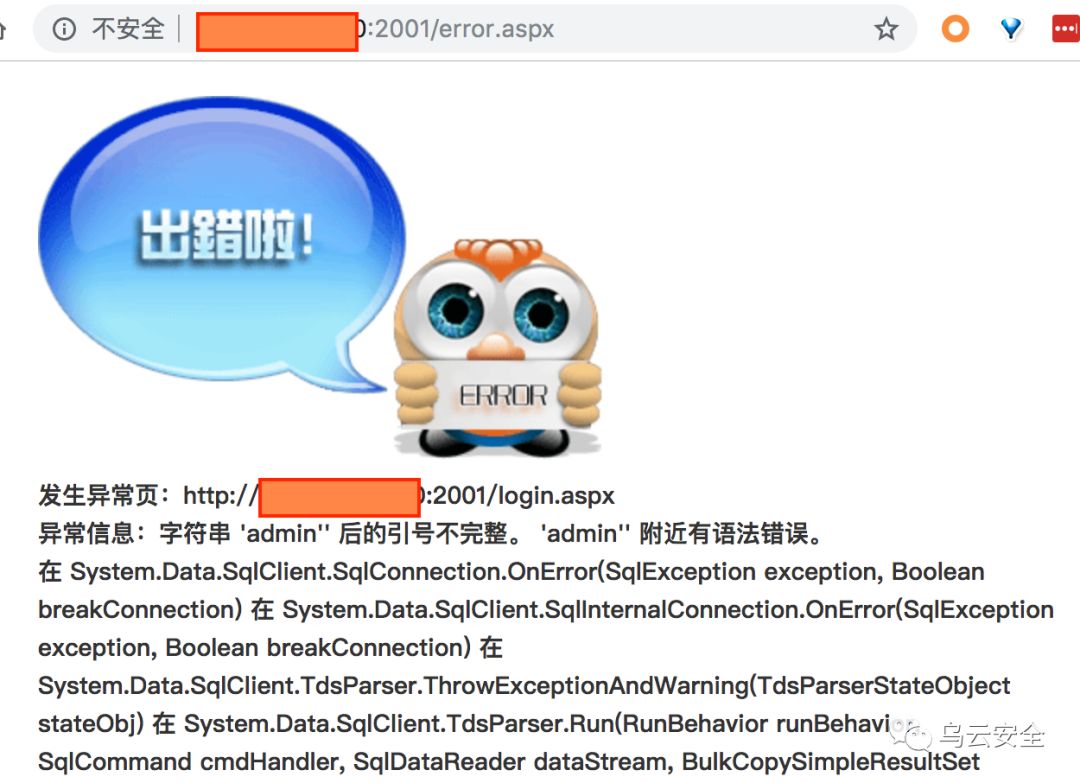 不安全 0:2001/error.aspx
出錯啦!
ERROR
发生异常页：http:// 0:2001/login.aspx
异常信息：字符串 'admin'' 后的引号不完整。 'admin'' 附近有语法错误。
在 System.Data.SqlClient.SqlConnection.OnError(SqlException exception, Boolean
breakConnection) 在 System.Data.SqlClient.SqlInternalConnection.OnError(SqlException
exception, Boolean breakConnection) 在
System.Data.SqlClient.TdsParser.ThrowExceptionAndWarning(TdsParserStateObject
stateObj) 在 System.Data.SqlClient.TdsParser.Run(RunBehavior runBehavior,
SqlCommand cmdHandler, SqlDataReader dataStream, BulkCopySimpleResultSet
乌云安全